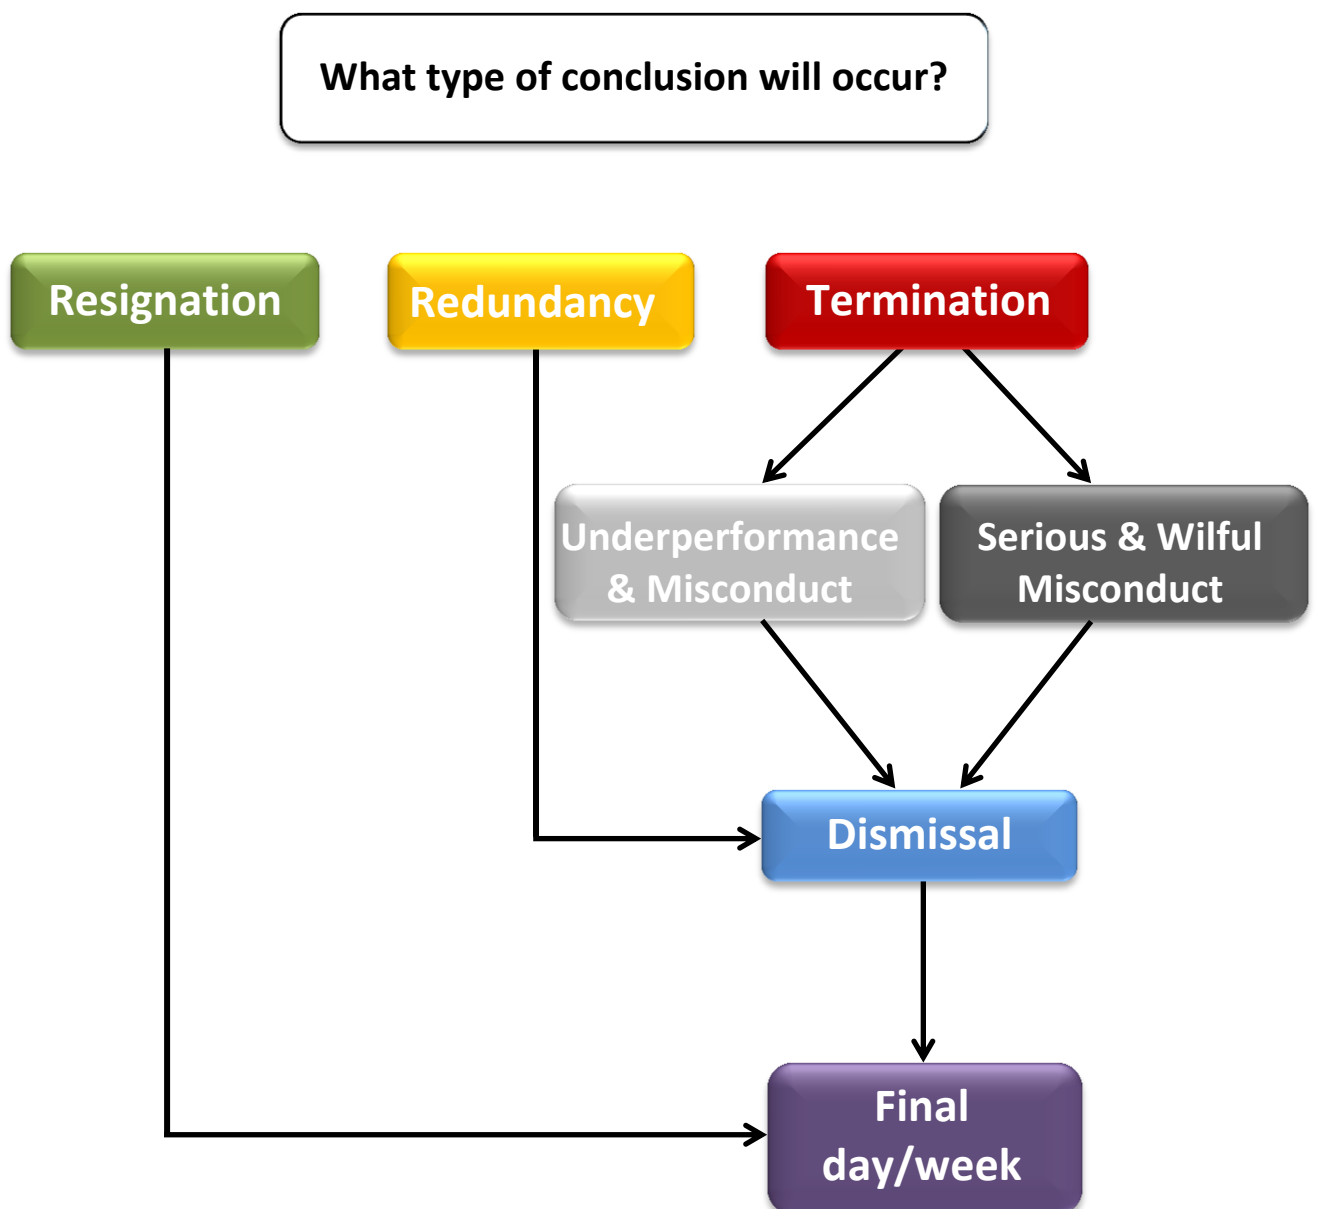 What type of conclusion will occur?
Resignation
Redundancy
Termination
Underperformance
& Misconduct
Serious & Wilful
Misconduct
Dismissal
Final
day/week